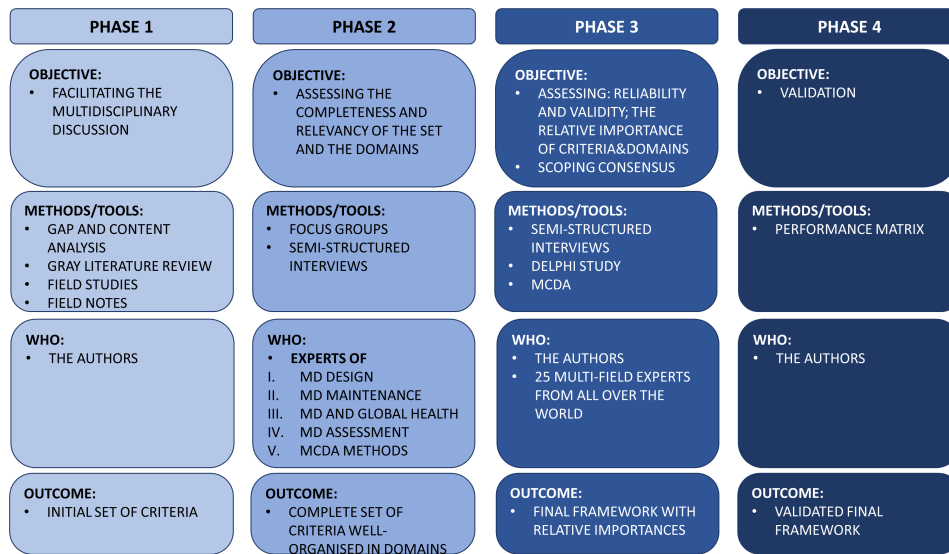 PHASE 1
OBJECTIVE:
• FACILITATING THE
MULTIDISCIPLINARY
DISCUSSION
METHODS/TOOLS:
• GAP AND CONTENT
ANALYSIS
• GRAY LITERATURE REVIEW
• FIELD STUDIES
• FIELD NOTES
WHO:
• THE AUTHORS
OUTCOME:
• INITIAL SET OF CRITERIA
PHASE 2
OBJECTIVE:
• ASSESSING THE
COMPLETENESS AND
RELEVANCY OF THE SET
AND THE DOMAINS
METHODS/TOOLS:
• FOCUS GROUPS
• SEMI-STRUCTURED
INTERVIEWS
WHO:
• EXPERTS OF
I. MD DESIGN
II. MD MAINTENANCE
III. MD AND GLOBAL HEALTH
IV. MD ASSESSMENT
V. MCDA METHODS
OUTCOME:
• COMPLETE SET OF
CRITERIA WELL-
ORGANISED IN DOMAINS
PHASE 3
OBJECTIVE:
• ASSESSING: RELIABILITY
AND VALIDITY; THE
RELATIVE IMPORTANCE
OF CRITERIA&DOMAINS
• SCOPING CONSENSUS
METHODS/TOOLS:
• SEMI-STRUCTURED
INTERVIEWS
• DELPHI STUDY
• MCDA
WHO:
• THE AUTHORS
• 25 MULTI-FIELD EXPERTS
FROM ALL OVER THE
WORLD
OUTCOME:
• FINAL FRAMEWORK WITH
RELATIVE IMPORTANCES
PHASE 4
OBJECTIVE:
• VALIDATION
METHODS/TOOLS:
• PERFORMANCE MATRIX
WHO:
• THE AUTHORS
OUTCOME:
• VALIDATED FINAL
FRAMEWORK